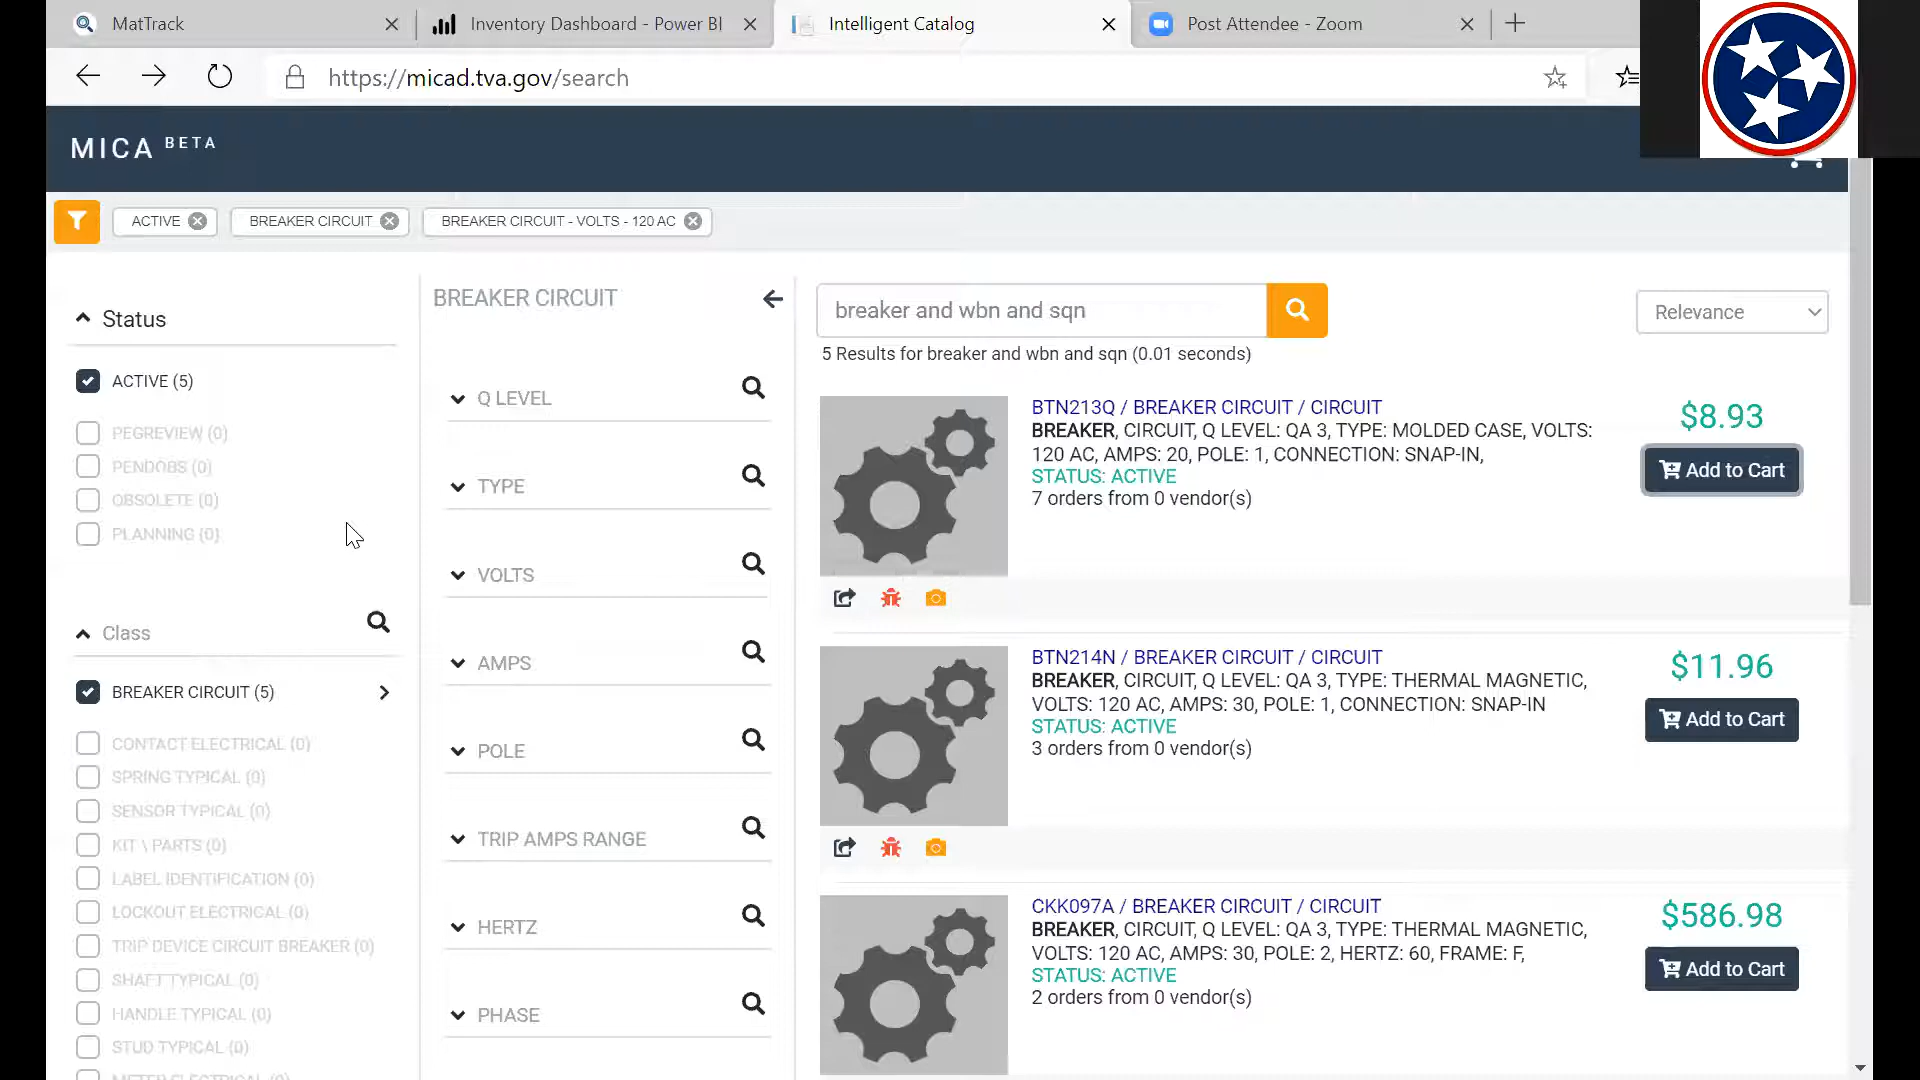 MatTrack
Inventory Dashboard - Power BI
Intelligent Catalog
Post Attendee - Zoom
https://micad.tva.gov/search
MICA BETA
ACTIVE
BREAKER CIRCUIT
BREAKER CIRCUIT - VOLTS - 120 AC
Status
ACTIVE (5)
PEGREVIEW (0)
PENDOBS (0)
OBSOLETE (0)
PLANNING (0)
Class
BREAKER CIRCUIT (5)
CONTACT ELECTRICAL (0)
SPRING TYPICAL (0)
SENSOR TYPICAL (0)
KIT \ PARTS (0)
LABEL IDENTIFICATION (0)
LOCKOUT ELECTRICAL (0)
TRIP DEVICE CIRCUIT BREAKER (0)
SHAFT TYPICAL (0)
HANDLE TYPICAL (0)
STUD TYPICAL (0)
METER ELECTRICAL (0)
BREAKER CIRCUIT
Q LEVEL
TYPE
VOLTS
AMPS
POLE
TRIP AMPS RANGE
HERTZ
PHASE
breaker and wbn and sqn
Relevance
5 Results for breaker and wbn and sqn (0.01 seconds)
BTN213Q / BREAKER CIRCUIT / CIRCUIT
BREAKER, CIRCUIT, Q LEVEL: QA 3, TYPE: MOLDED CASE, VOLTS:
120 AC, AMPS: 20, POLE: 1, CONNECTION: SNAP-IN,
STATUS: ACTIVE
7 orders from 0 vendor(s)
$8.93
Add to Cart
BTN214N / BREAKER CIRCUIT / CIRCUIT
BREAKER, CIRCUIT, Q LEVEL: QA 3, TYPE: THERMAL MAGNETIC,
VOLTS: 120 AC, AMPS: 30, POLE: 1, CONNECTION: SNAP-IN
STATUS: ACTIVE
3 orders from 0 vendor(s)
$11.96
Add to Cart
CKK097A / BREAKER CIRCUIT / CIRCUIT
BREAKER, CIRCUIT, Q LEVEL: QA 3, TYPE: THERMAL MAGNETIC,
VOLTS: 120 AC, AMPS: 30, POLE: 2, HERTZ: 60, FRAME: F,
STATUS: ACTIVE
2 orders from 0 vendor(s)
$586.98
Add to Cart